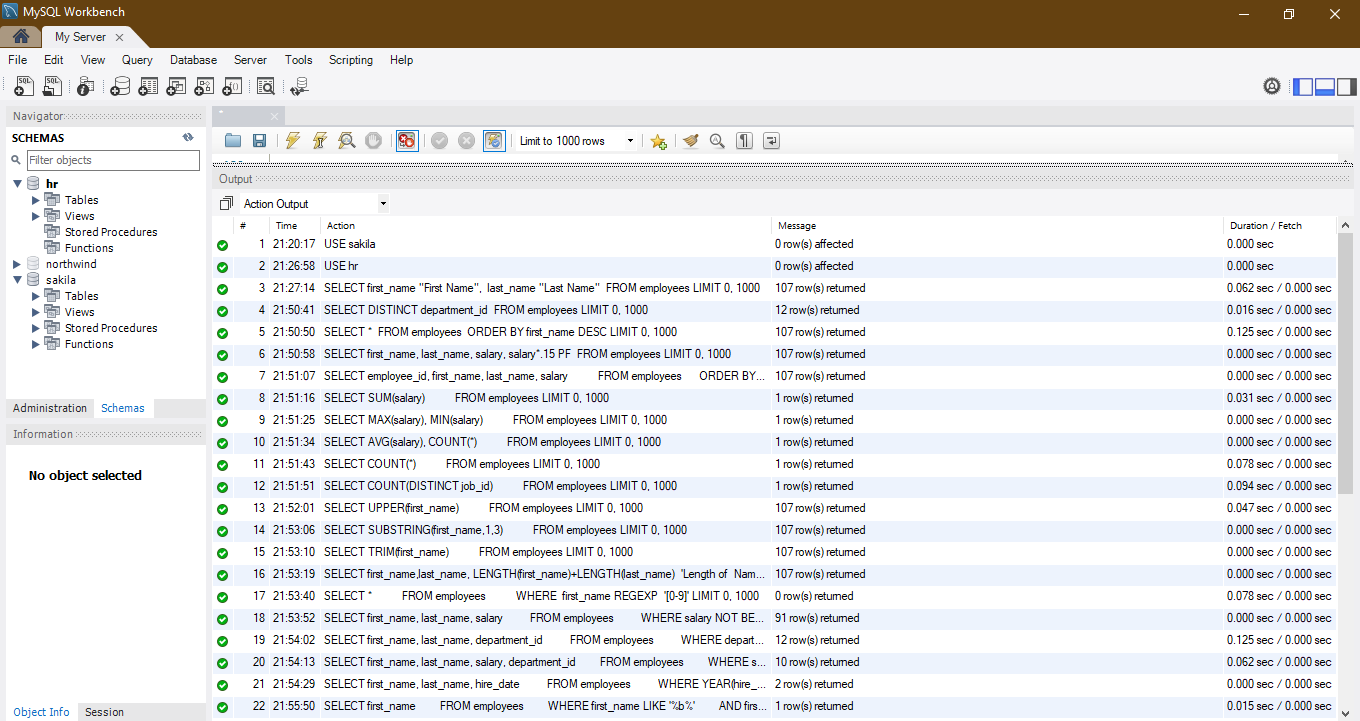 MySQL Workbench
My Server
File Edit View Query Database Server Tools Scripting Help
Navigator
SCHEMAS
Filter objects
hr
Tables
Views
Stored Procedures
Functions
northwind
sakila
Tables
Views
Stored Procedures
Functions
Administration Schemas
Information
No object selected
Object Info Session
Limit to 1000 rows
Output
Action Output
# Time Action Message Duration / Fetch
1 21:20:17 USE sakila 0 row(s) affected 0.000 sec
2 21:26:58 USE hr 0 row(s) affected 0.000 sec
3 21:27:14 SELECT first_name "First Name", last_name "Last Name" FROM employees LIMIT 0, 1000 107 row(s) returned 0.062 sec / 0.000 sec
4 21:50:41 SELECT DISTINCT department_id FROM employees LIMIT 0, 1000 12 row(s) returned 0.016 sec / 0.000 sec
5 21:50:50 SELECT * FROM employees ORDER BY first_name DESC LIMIT 0, 1000 107 row(s) returned 0.125 sec / 0.000 sec
6 21:50:58 SELECT first_name, last_name, salary, salary*.15 PF FROM employees LIMIT 0, 1000 107 row(s) returned 0.000 sec / 0.000 sec
7 21:51:07 SELECT employee_id, first_name, last_name, salary FROM employees ORDER BY... 107 row(s) returned 0.000 sec / 0.000 sec
8 21:51:16 SELECT SUM(salary) FROM employees LIMIT 0, 1000 1 row(s) returned 0.031 sec / 0.000 sec
9 21:51:25 SELECT MAX(salary), MIN(salary) FROM employees LIMIT 0, 1000 1 row(s) returned 0.000 sec / 0.000 sec
10 21:51:34 SELECT AVG(salary), COUNT(*) FROM employees LIMIT 0, 1000 1 row(s) returned 0.000 sec / 0.000 sec
11 21:51:43 SELECT COUNT(*) FROM employees LIMIT 0, 1000 1 row(s) returned 0.078 sec / 0.000 sec
12 21:51:51 SELECT COUNT(DISTINCT job_id) FROM employees LIMIT 0, 1000 1 row(s) returned 0.094 sec / 0.000 sec
13 21:52:01 SELECT UPPER(first_name) FROM employees LIMIT 0, 1000 107 row(s) returned 0.047 sec / 0.000 sec
14 21:53:06 SELECT SUBSTRING(first_name,1,3) FROM employees LIMIT 0, 1000 107 row(s) returned 0.000 sec / 0.000 sec
15 21:53:10 SELECT TRIM(first_name) FROM employees LIMIT 0, 1000 107 row(s) returned 0.000 sec / 0.000 sec
16 21:53:19 SELECT first_name,last_name, LENGTH(first_name)+LENGTH(last_name) 'Length of Nam... 107 row(s) returned 0.000 sec / 0.000 sec
17 21:53:40 SELECT * FROM employees WHERE first_name REGEXP '[0-9]' LIMIT 0, 1000 0 row(s) returned 0.078 sec / 0.000 sec
18 21:53:52 SELECT first_name, last_name, salary FROM employees WHERE salary NOT BE... 91 row(s) returned 0.000 sec / 0.000 sec
19 21:54:02 SELECT first_name, last_name, department_id FROM employees WHERE depart... 12 row(s) returned 0.125 sec / 0.000 sec
20 21:54:13 SELECT first_name, last_name, salary, department_id FROM employees WHERE s... 10 row(s) returned 0.062 sec / 0.000 sec
21 21:54:29 SELECT first_name, last_name, hire_date FROM employees WHERE YEAR(hire_... 2 row(s) returned 0.000 sec / 0.000 sec
22 21:55:50 SELECT first_name FROM employees WHERE first_name LIKE '%b%' AND firs... 1 row(s) returned 0.015 sec / 0.000 sec